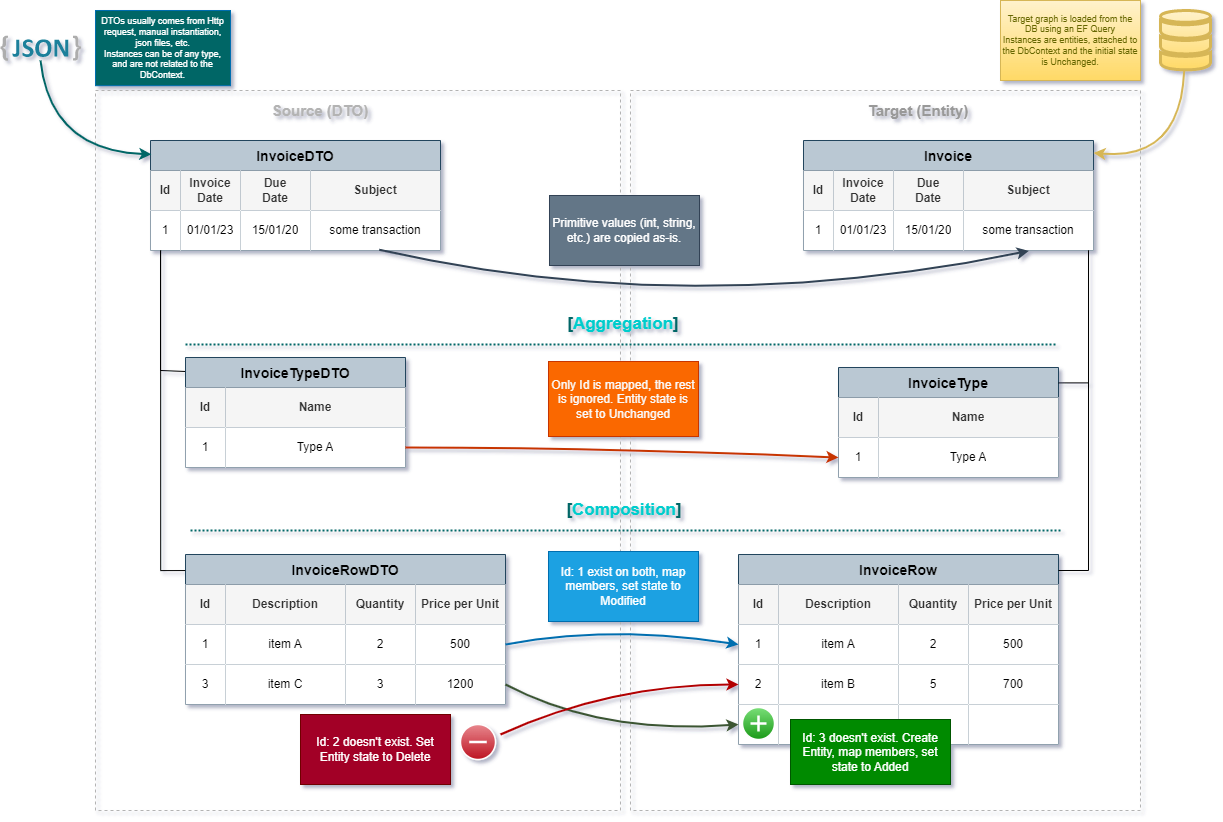 DTOs usually comes from Http
request, manual instantiation,
json files, etc.
Instances can be of any type,
and are not related to the
DbContext.
{JSON}
Target graph is loaded from the
DB using an EF Query
Instances are entities, attached to
the DbContext and the initial state
is Unchanged.
Source (DTO)
Target (Entity)
InvoiceDTO
Id
Invoice
Date
Due
Date
Subject
1
01/01/23
15/01/20
some transaction
Invoice
Id
Invoice
Date
Due
Date
Subject
1
01/01/23
15/01/20
some transaction
Primitive values (int, string,
etc.) are copied as-is.
[Aggregation]
InvoiceTypeDTO
Id
Name
1
Type A
Only Id is mapped, the rest
is ignored. Entity state is
set to Unchanged
InvoiceType
Id
Name
1
Type A
[Composition]
InvoiceRowDTO
Id
Description
Quantity
Price per Unit
1
item A
2
500
3
item C
3
1200
Id: 1 exist on both, map
members, set state to
Modified
InvoiceRow
Id
Description
Quantity
Price per Unit
1
item A
2
500
2
item B
5
700
Id: 2 doesn't exist. Set
Entity state to Delete
Id: 3 doesn't exist. Create
Entity, map members, set
state to Added